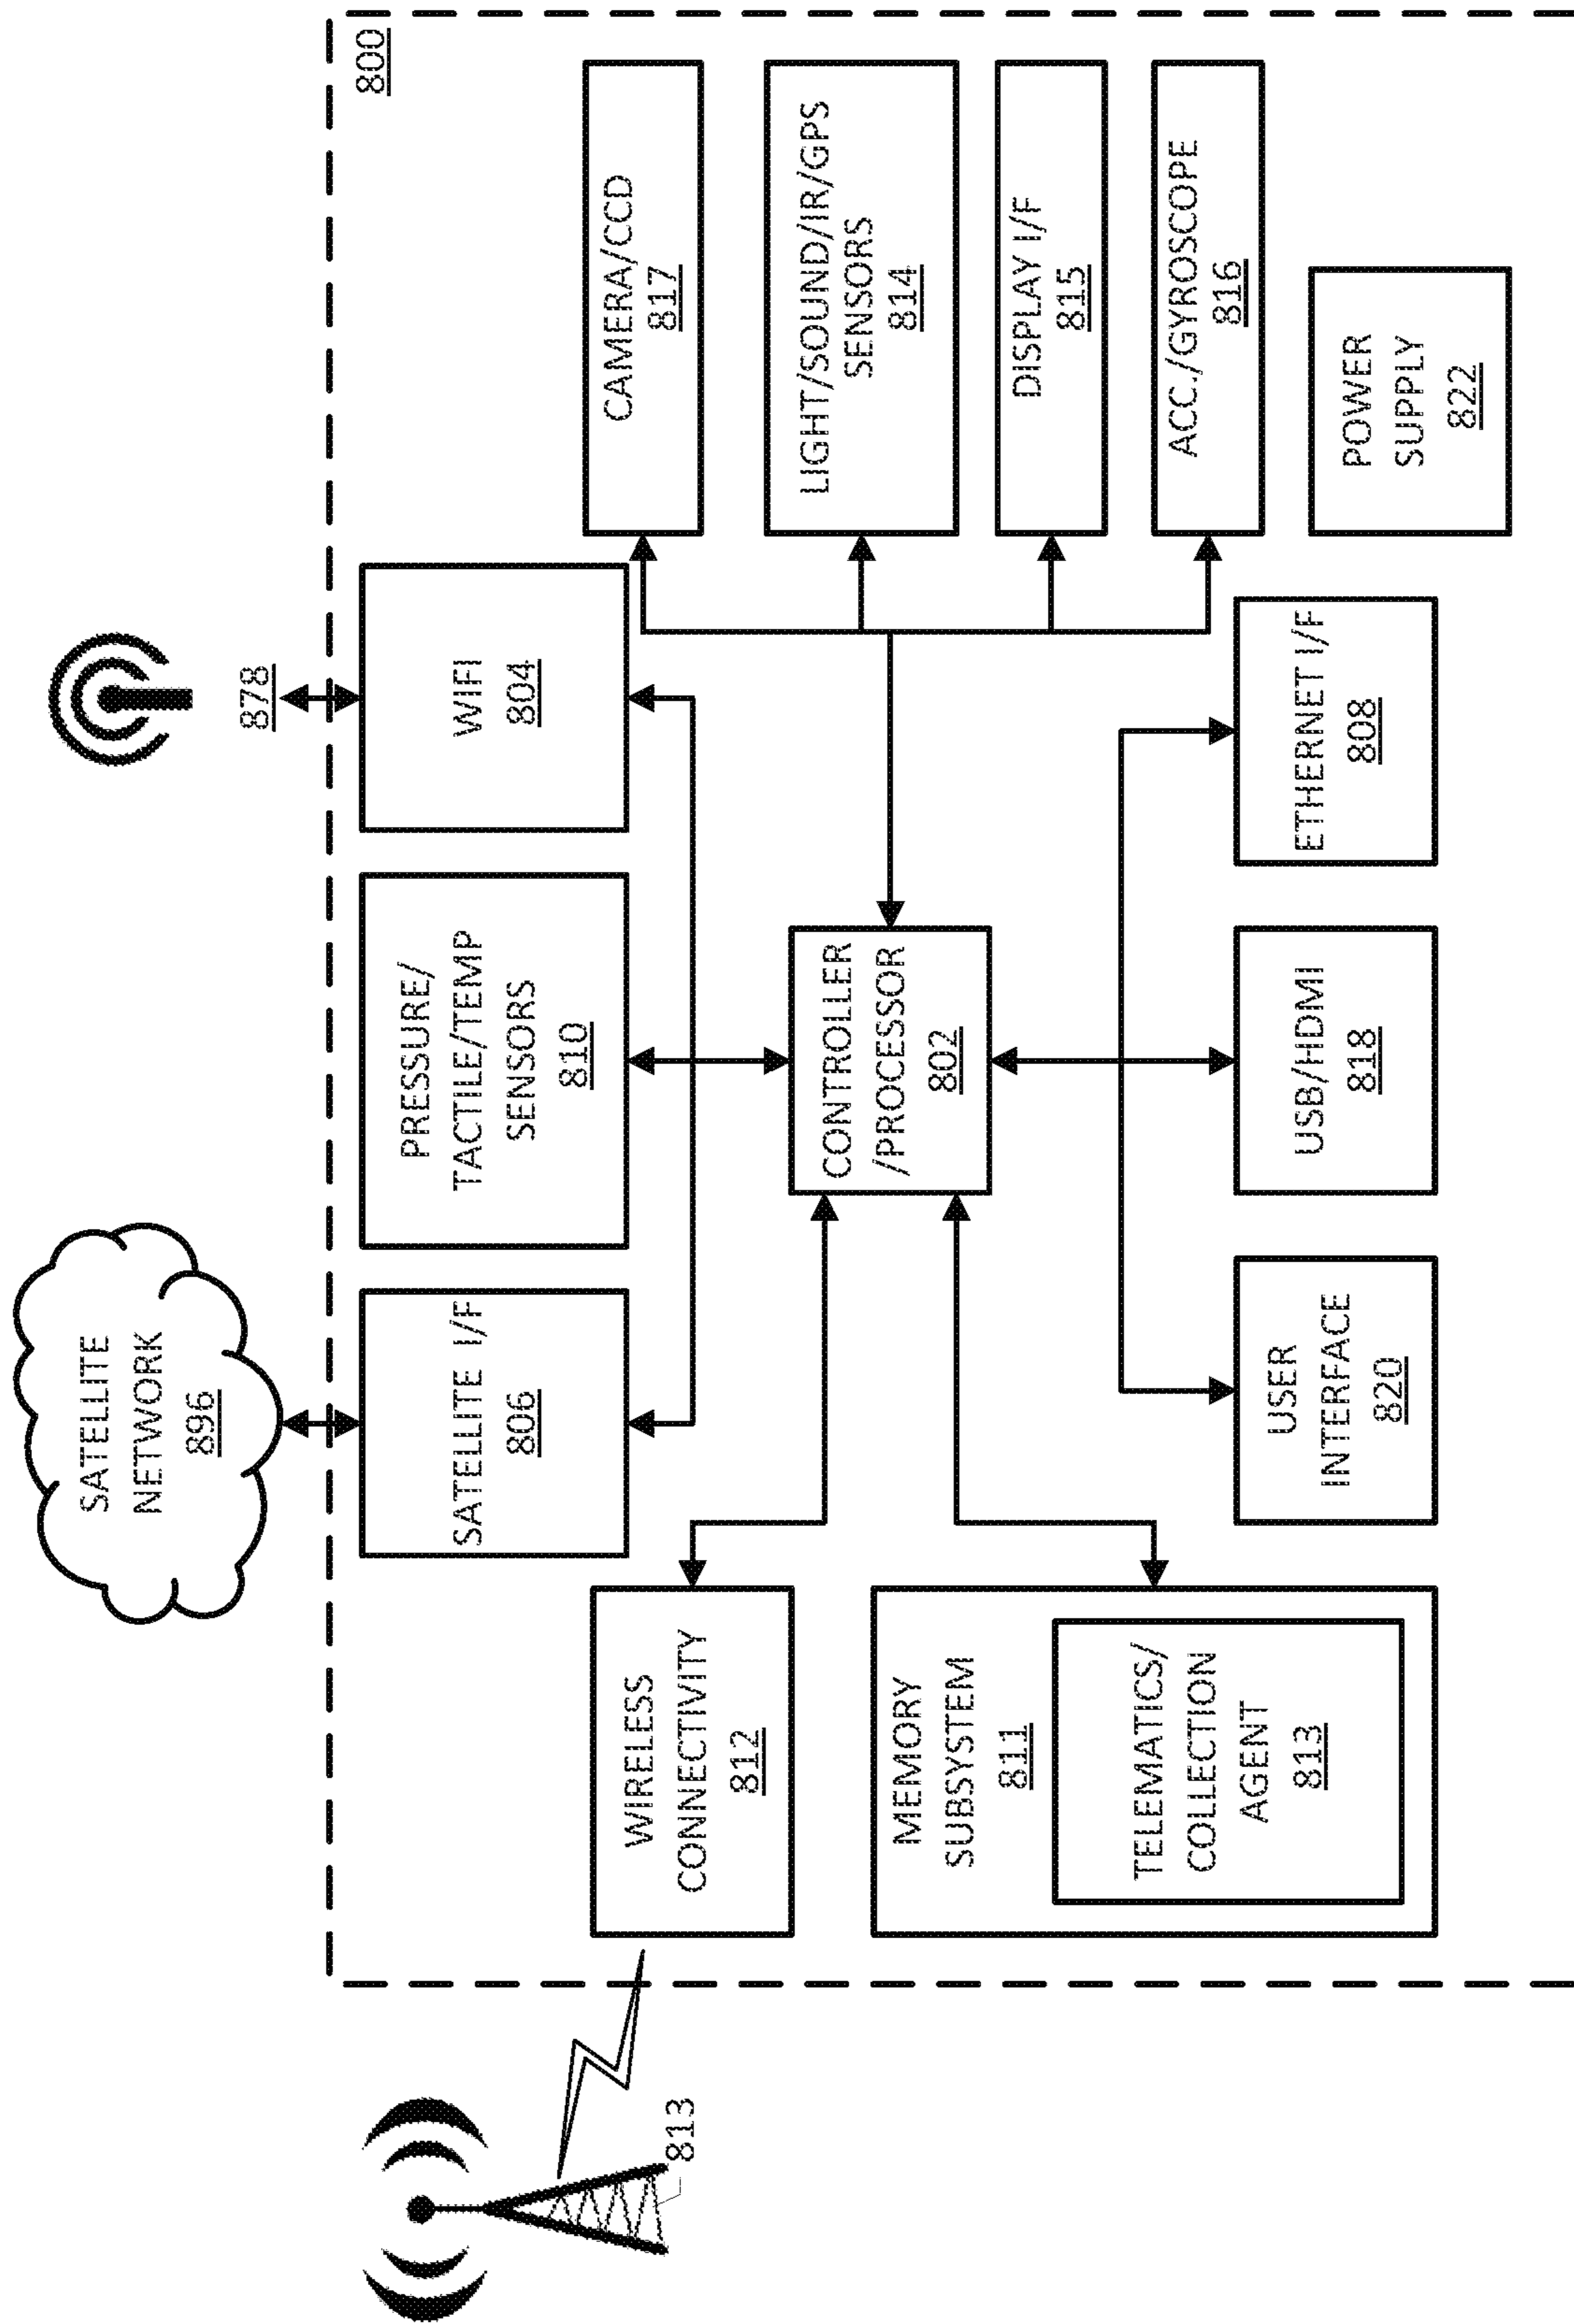 SATELLITE
NETWORK
896
878
800
SATELLITE I/F
806
PRESSURE/
TACTILE/TEMP
SENSORS
810
WIFI
804
813
WIRELESS
CONNECTIVITY
812
CAMERA/CCD
817
LIGHT/SOUND/IR/GPS
SENSORS
814
CONTROLLER
/PROCESSOR
802
MEMORY
SUBSYSTEM
811
TELEMATICS/
COLLECTION
AGENT
813
DISPLAY I/F
815
ACC./GYROSCOPE
816
USER
INTERFACE
820
USB/HDMI
818
ETHERNET I/F
808
POWER
SUPPLY
822